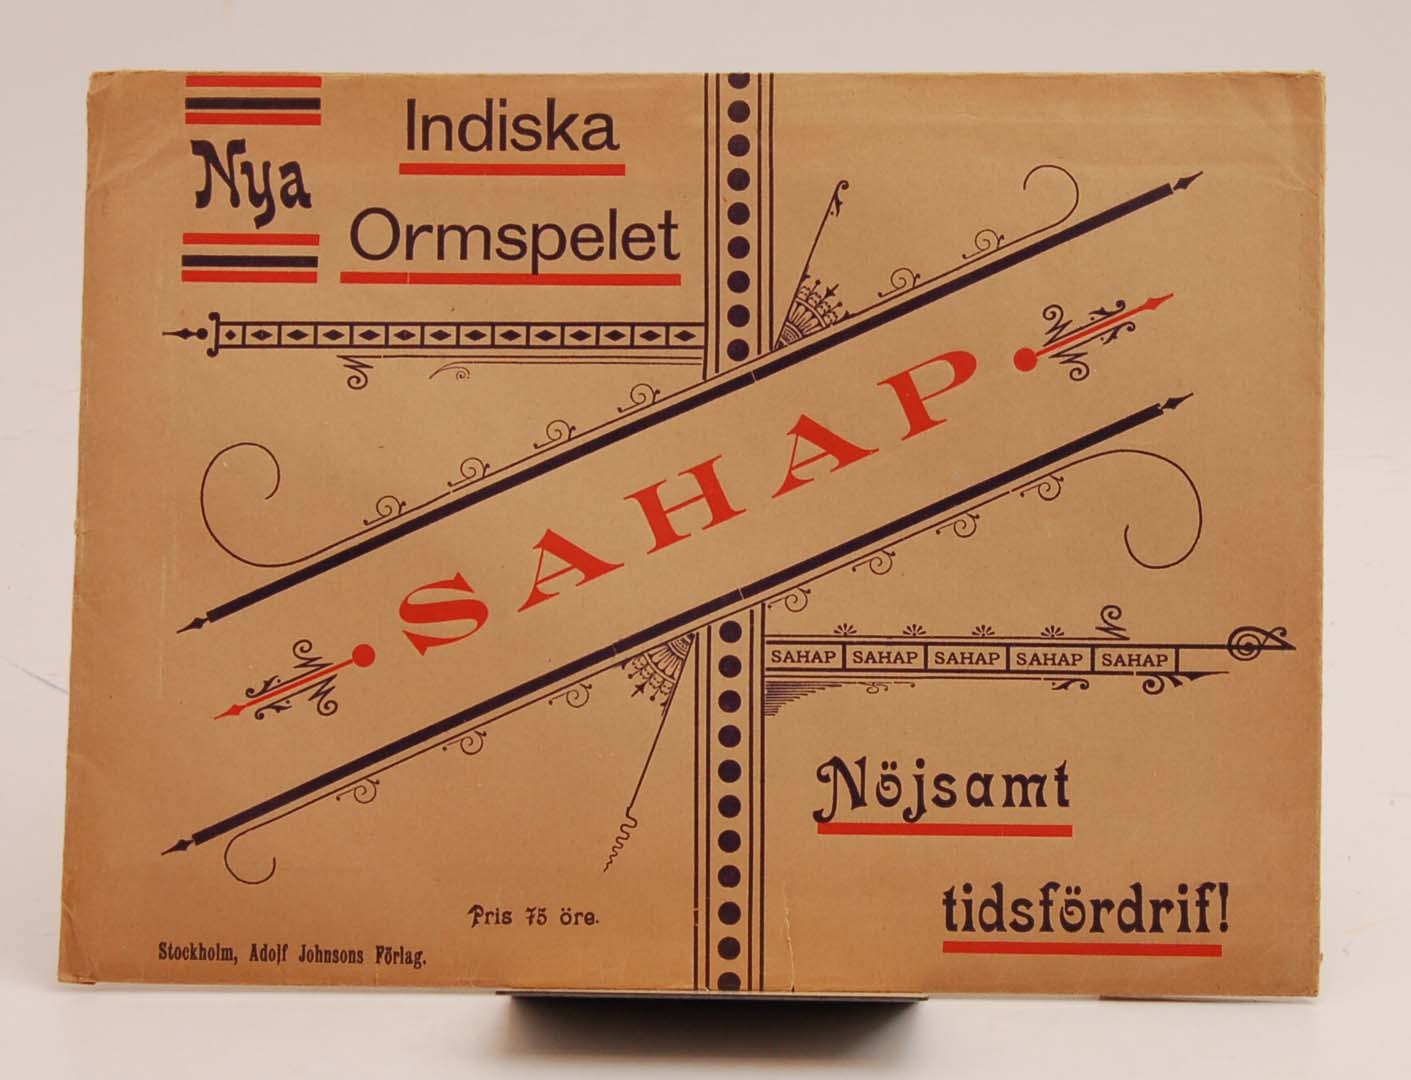 Nya
Indiska
Ormspelet
SAHAP.
SAHAP SAHAP SAHAP SAHAP SAHAP
Nöjsamt
tidsfördrif!
Pris 75 öre.
Stockholm, Adolf Johnsons Förlag.